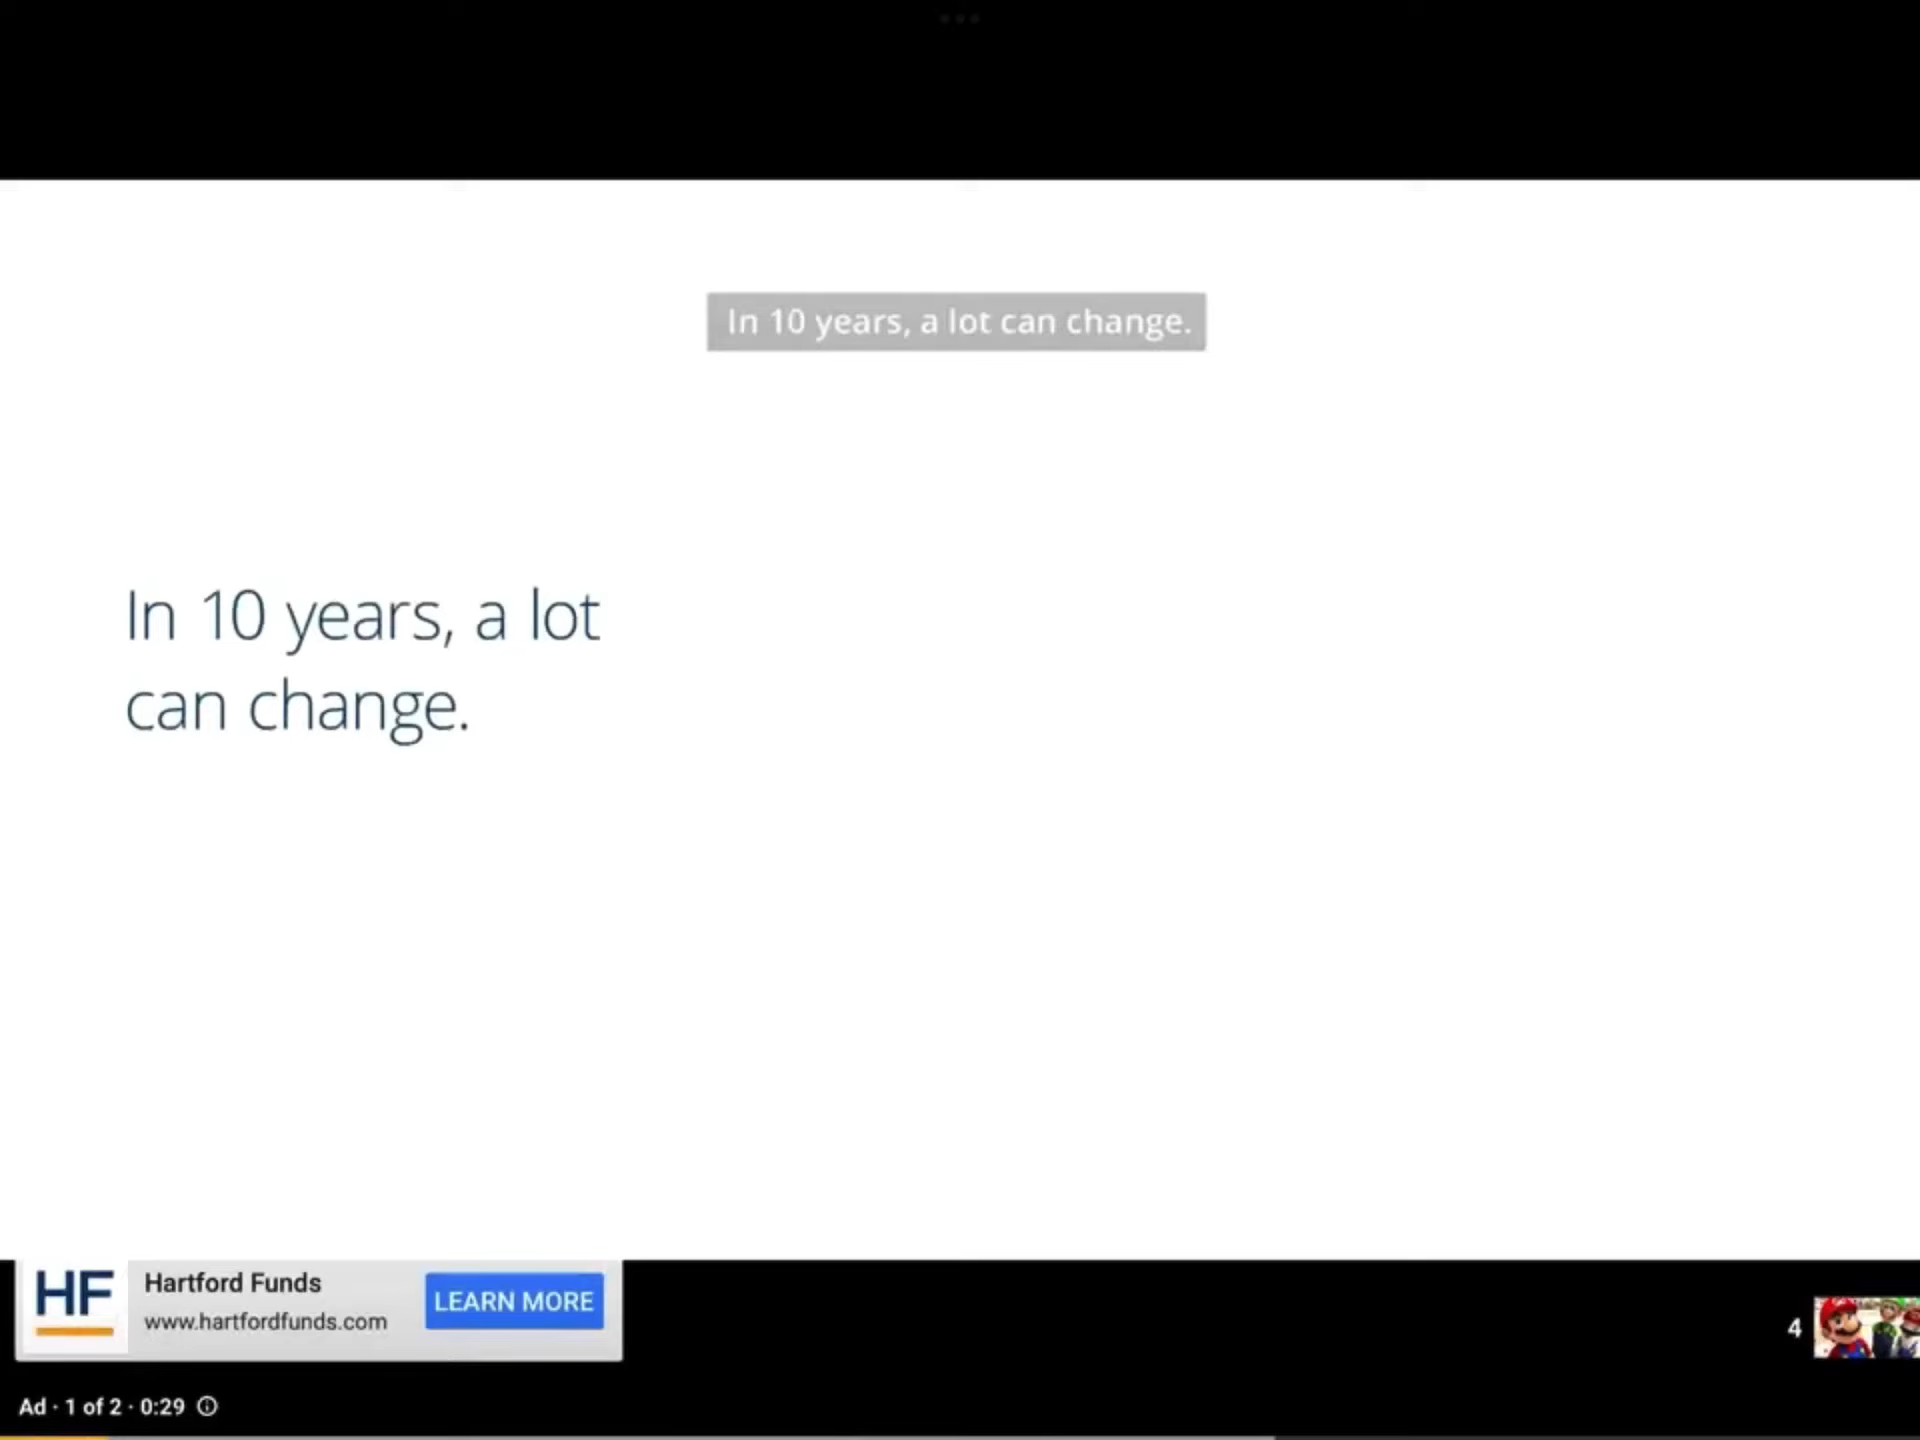 In 10 years, a lot can change.
In 10 years, a lot
can change.
HF
Hartford Funds
www.hartfordfunds.com
LEARN MORE
4
Ad · 1 of 2 · 0:29